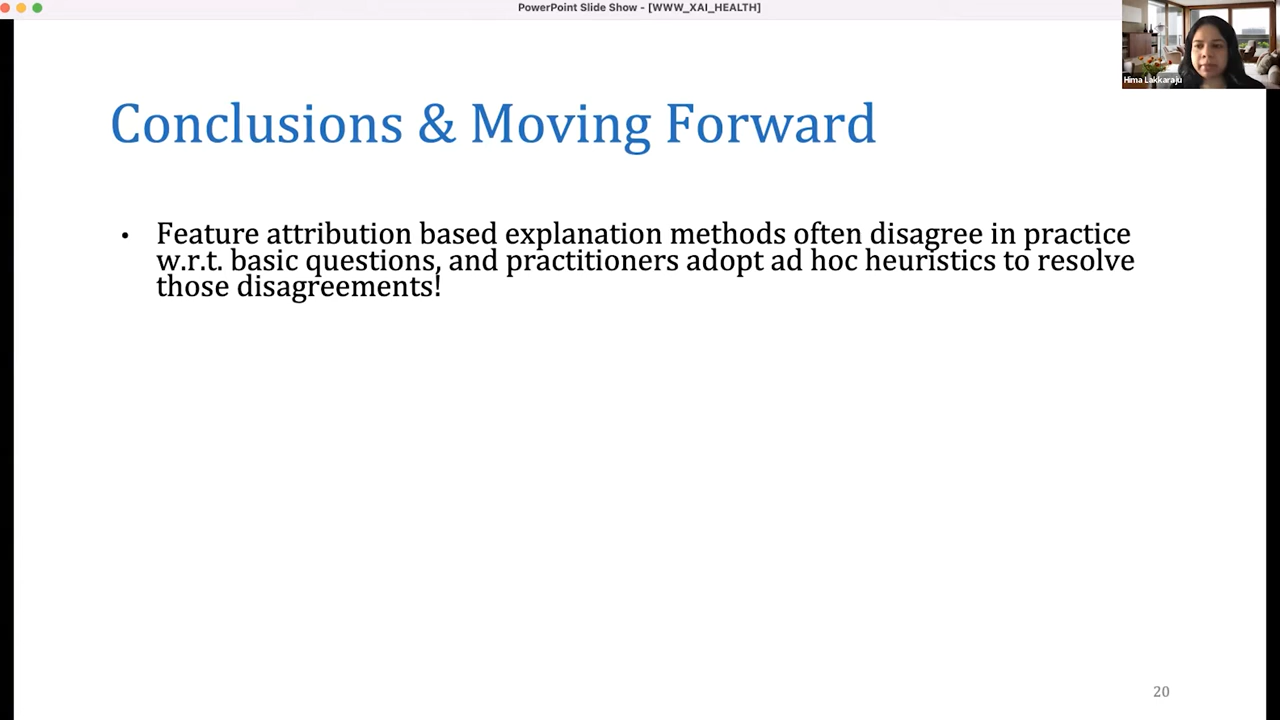 PowerPoint Slide Show - [WWW_XAI_HEALTH]
Hima Lakkaraju
Conclusions & Moving Forward
• Feature attribution based explanation methods often disagree in practice
w.r.t. basic questions, and practitioners adopt ad hoc heuristics to resolve
those disagreements!
20